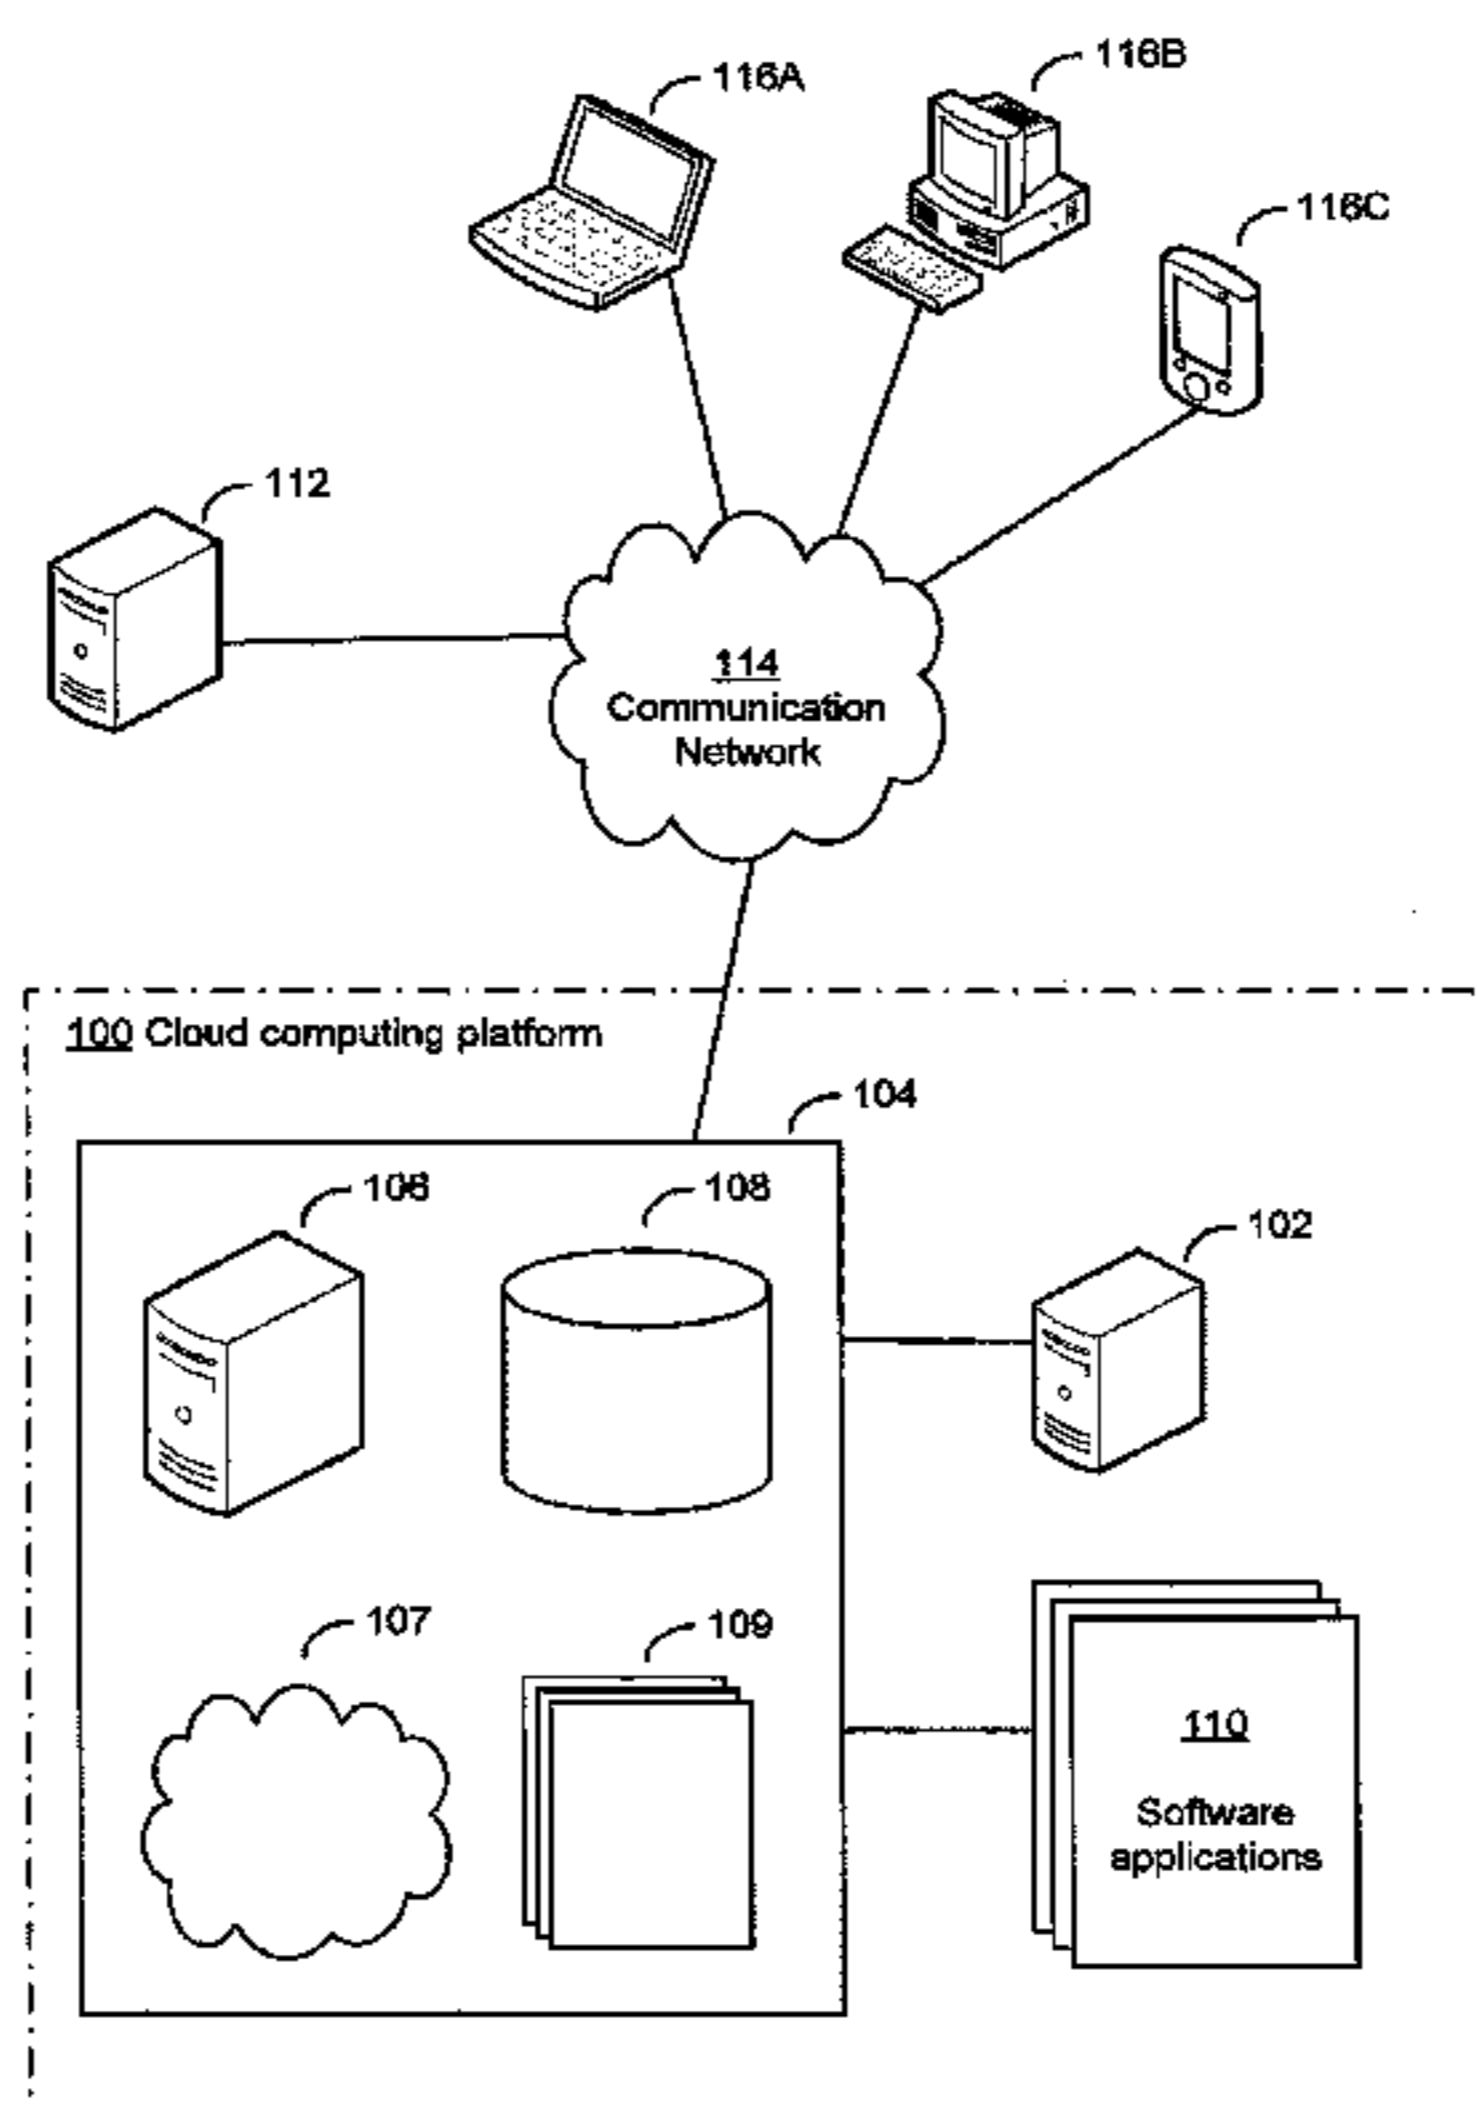 116A
116B
116C
112
114
Communication
Network
100 Cloud computing platform
104
106
108
102
107
109
110
Software
applications